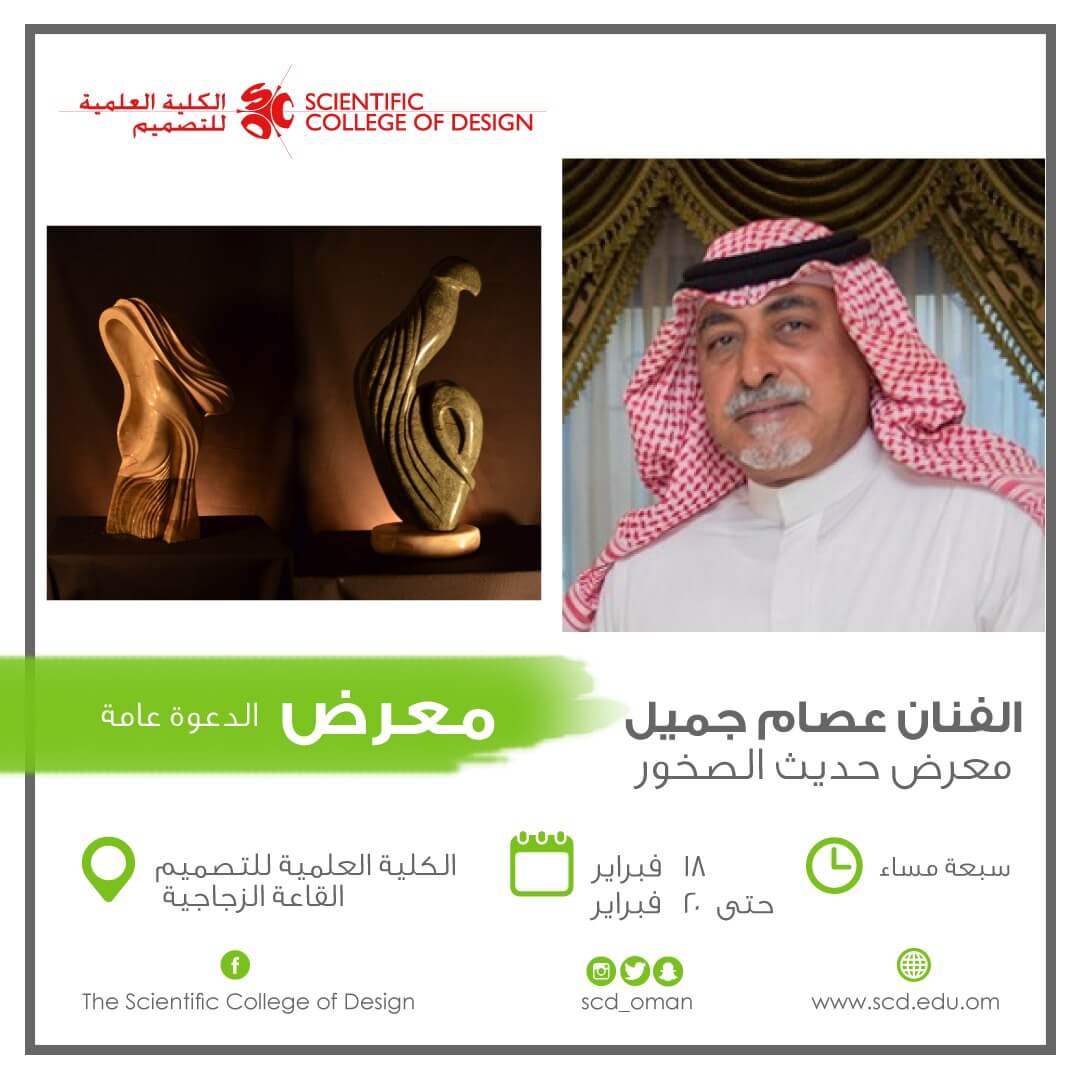 الكلية العلمية
للتصميم
SCIENTIFIC
COLLEGE OF DESIGN
الفنان عصام جميل
معرض حديث الصخور
معرض الدعوة عامة
سبعة مساء
١٨ فبراير
حتى ٢٠ فبراير
الكلية العلمية للتصميم
القاعة الزجاجية
www.scd.edu.om
scd_oman
The Scientific College of Design